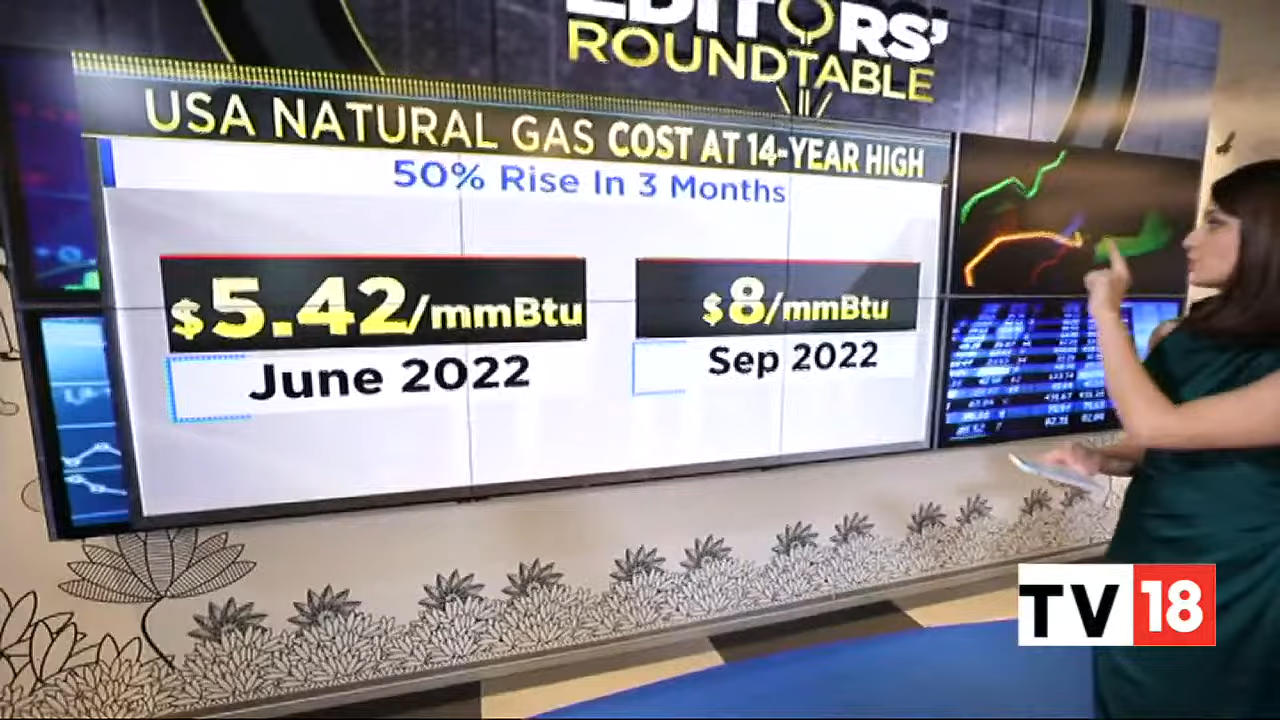 EDITORS'
ROUNDTABLE
USA NATURAL GAS COST AT 14-YEAR HIGH
50% Rise In 3 Months
$5.42/mmBtu
June 2022
$8/mmBtu
Sep 2022
TV18